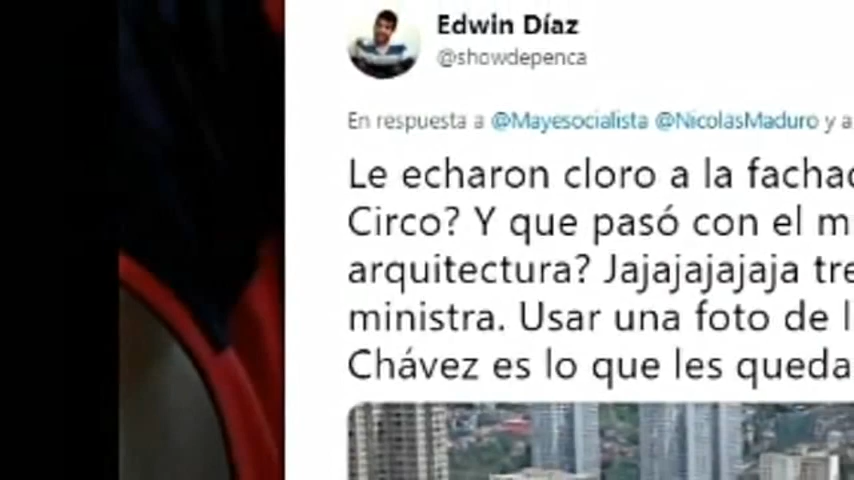 Edwin Díaz
@showdepenca
En respuesta a @Mayesocialista @NicolasMaduro y a
Le echaron cloro a la fachad
Circo? Y que pasó con el m
arquitectura? Jajajajajaja tre
ministra. Usar una foto de l
Chávez es lo que les queda